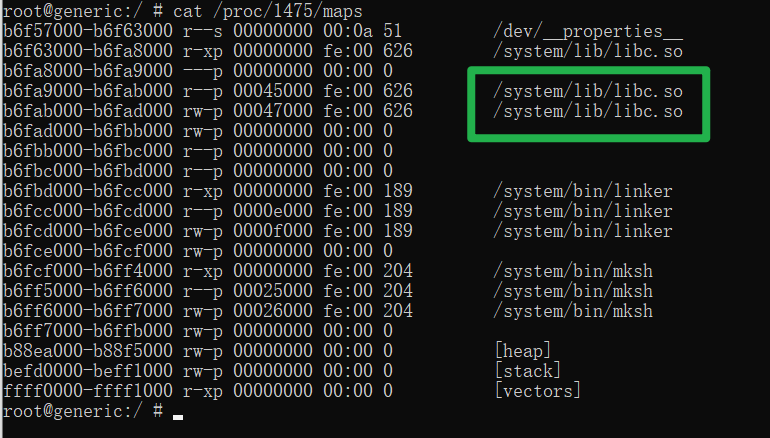 root@generic:/ # cat /proc/1475/maps
b6f57000-b6f63000 r--s 00000000 00:0a 51 /dev/__properties__
b6f63000-b6fa8000 r-xp 00000000 fe:00 626 /system/lib/libc.so
b6fa8000-b6fa9000 ---p 00000000 00:00 0
b6fa9000-b6fab000 r--p 00045000 fe:00 626 /system/lib/libc.so
b6fab000-b6fad000 rw-p 00047000 fe:00 626 /system/lib/libc.so
b6fad000-b6fbb000 rw-p 00000000 00:00 0
b6fbb000-b6fbc000 r--p 00000000 00:00 0
b6fbc000-b6fbd000 r--p 00000000 00:00 0
b6fbd000-b6fcc000 r-xp 00000000 fe:00 189 /system/bin/linker
b6fcc000-b6fcd000 r--p 0000e000 fe:00 189 /system/bin/linker
b6fcd000-b6fce000 rw-p 0000f000 fe:00 189 /system/bin/linker
b6fce000-b6fcf000 rw-p 00000000 00:00 0
b6fcf000-b6ff4000 r-xp 00000000 fe:00 204 /system/bin/mksh
b6ff5000-b6ff6000 r--p 00025000 fe:00 204 /system/bin/mksh
b6ff6000-b6ff7000 rw-p 00026000 fe:00 204 /system/bin/mksh
b6ff7000-b6ffb000 rw-p 00000000 00:00 0
b88ea000-b88f5000 rw-p 00000000 00:00 0 [heap]
befd0000-beff1000 rw-p 00000000 00:00 0 [stack]
ffff0000-ffff1000 r-xp 00000000 00:00 0 [vectors]
root@generic:/ #